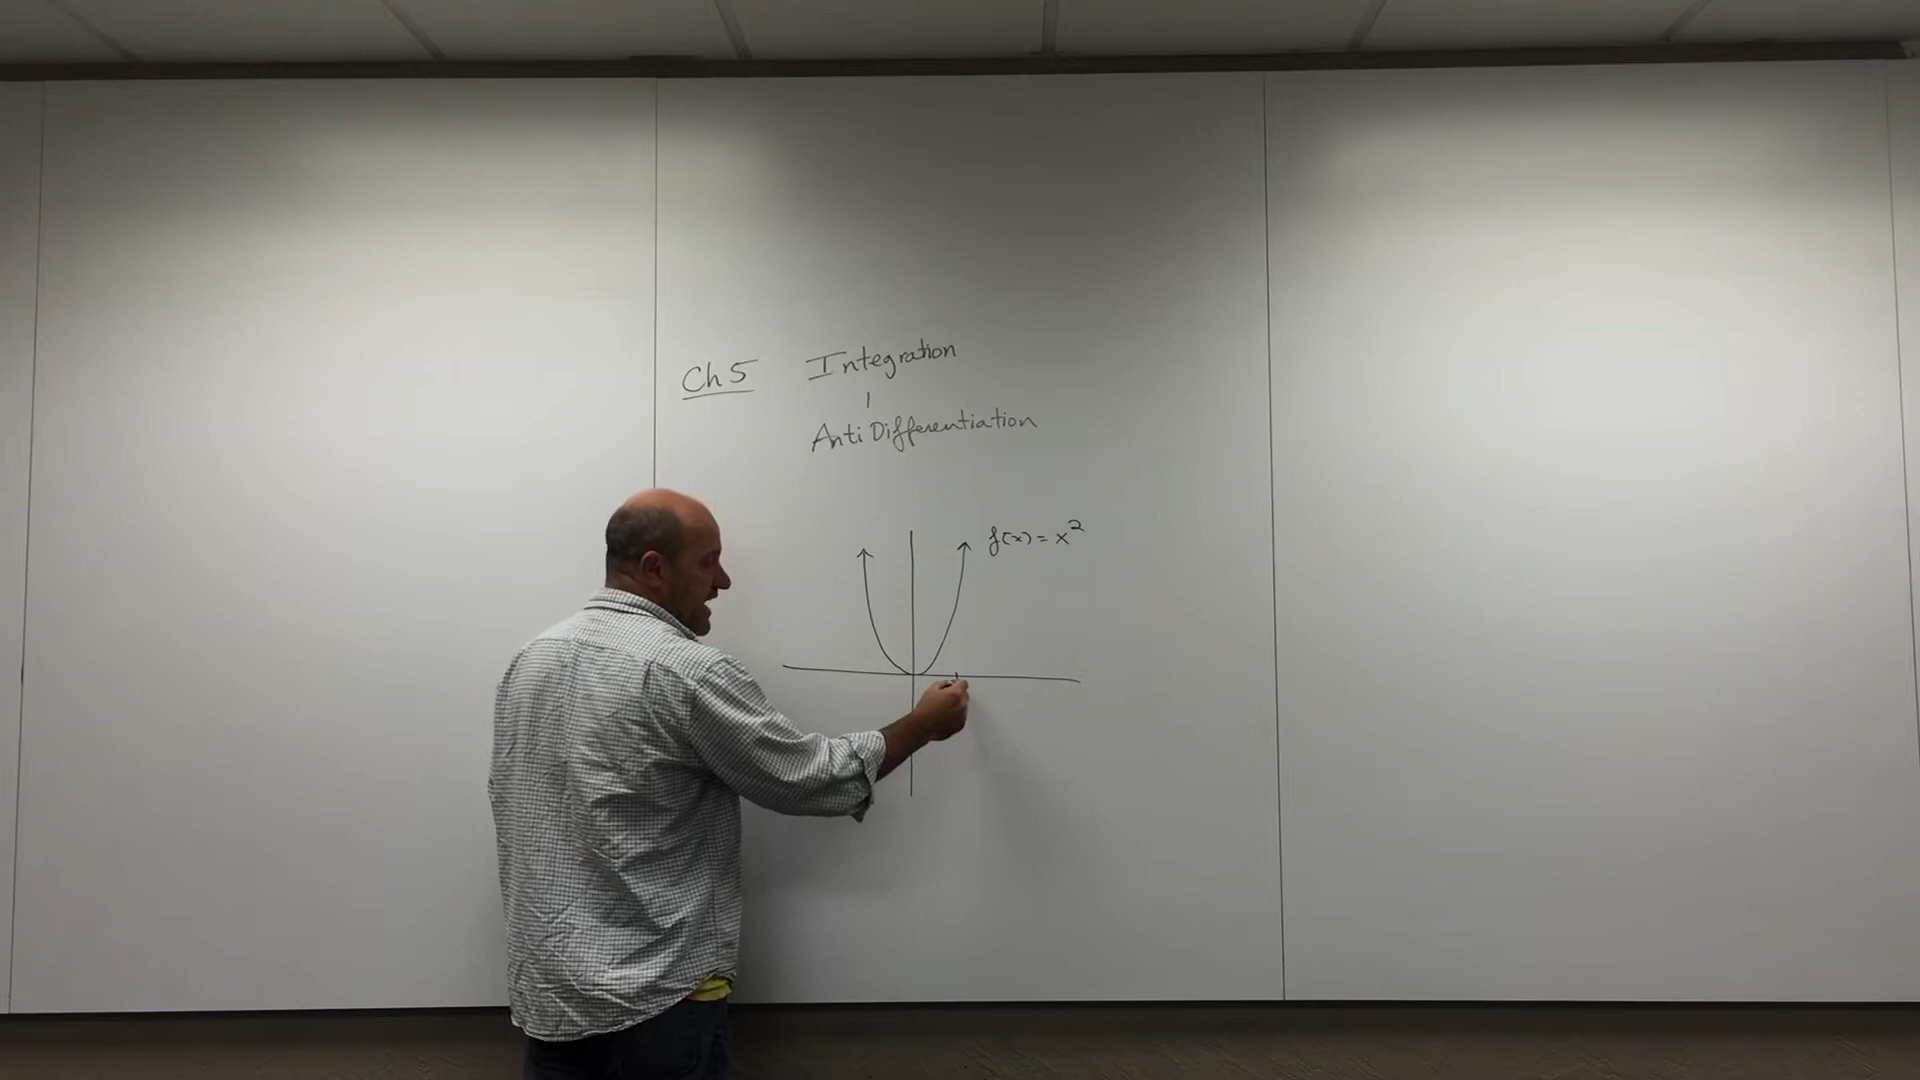 Ch 5 Integration
Anti Differentiation
f(x) = x²